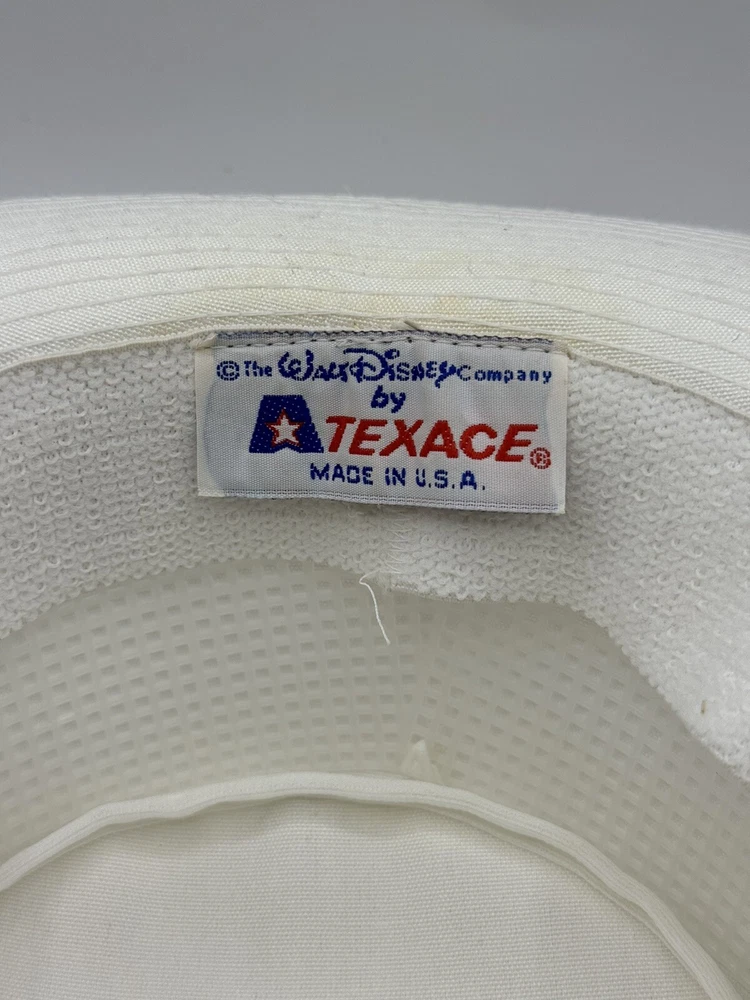 © The Walt Disney Company
by
TEXACE®
MADE IN U.S.A.